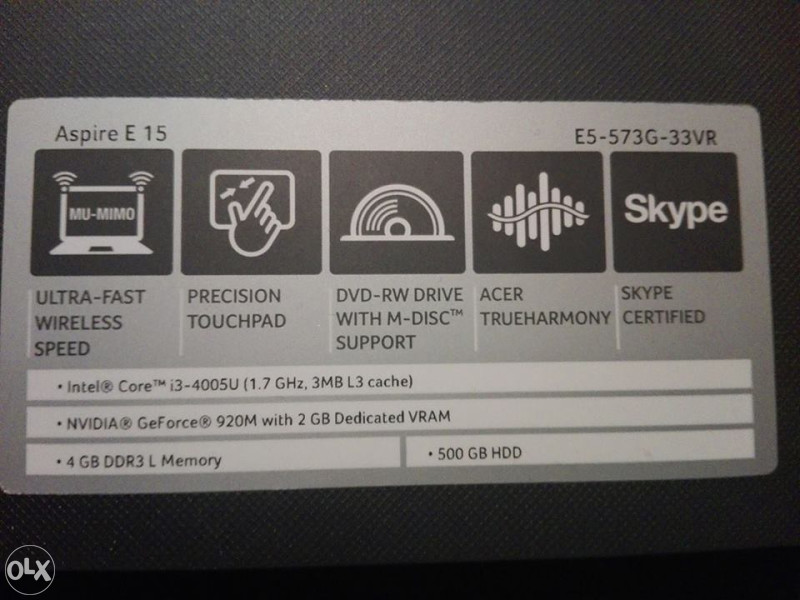 Aspire E 15 E5-573G-33VR
MU-MIMO
Skype
ULTRA-FAST
WIRELESS
SPEED
PRECISION
TOUCHPAD
DVD-RW DRIVE
WITH M-DISC™
SUPPORT
ACER
TRUEHARMONY
SKYPE
CERTIFIED
• Intel® Core™ i3-4005U (1.7 GHz, 3MB L3 cache)
• NVIDIA® GeForce® 920M with 2 GB Dedicated VRAM
• 4 GB DDR3 L Memory • 500 GB HDD
OLX